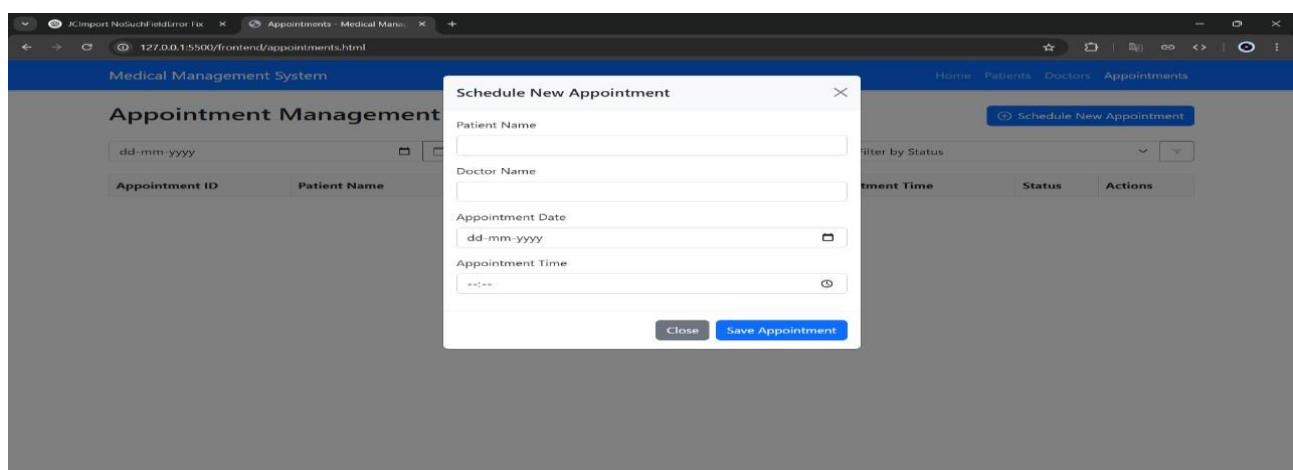 JCImport NoSuchFieldError Fix
Appointments - Medical Mana
127.0.0.1:5500/frontend/appointments.html
Medical Management System
Home Patients Doctors Appointments
Appointment Management
Schedule New Appointment
dd-mm-yyyy
Filter by Status
Appointment ID Patient Name tment Time Status Actions
Schedule New Appointment
Patient Name
Doctor Name
Appointment Date
dd-mm-yyyy
Appointment Time
--:--
Close Save Appointment